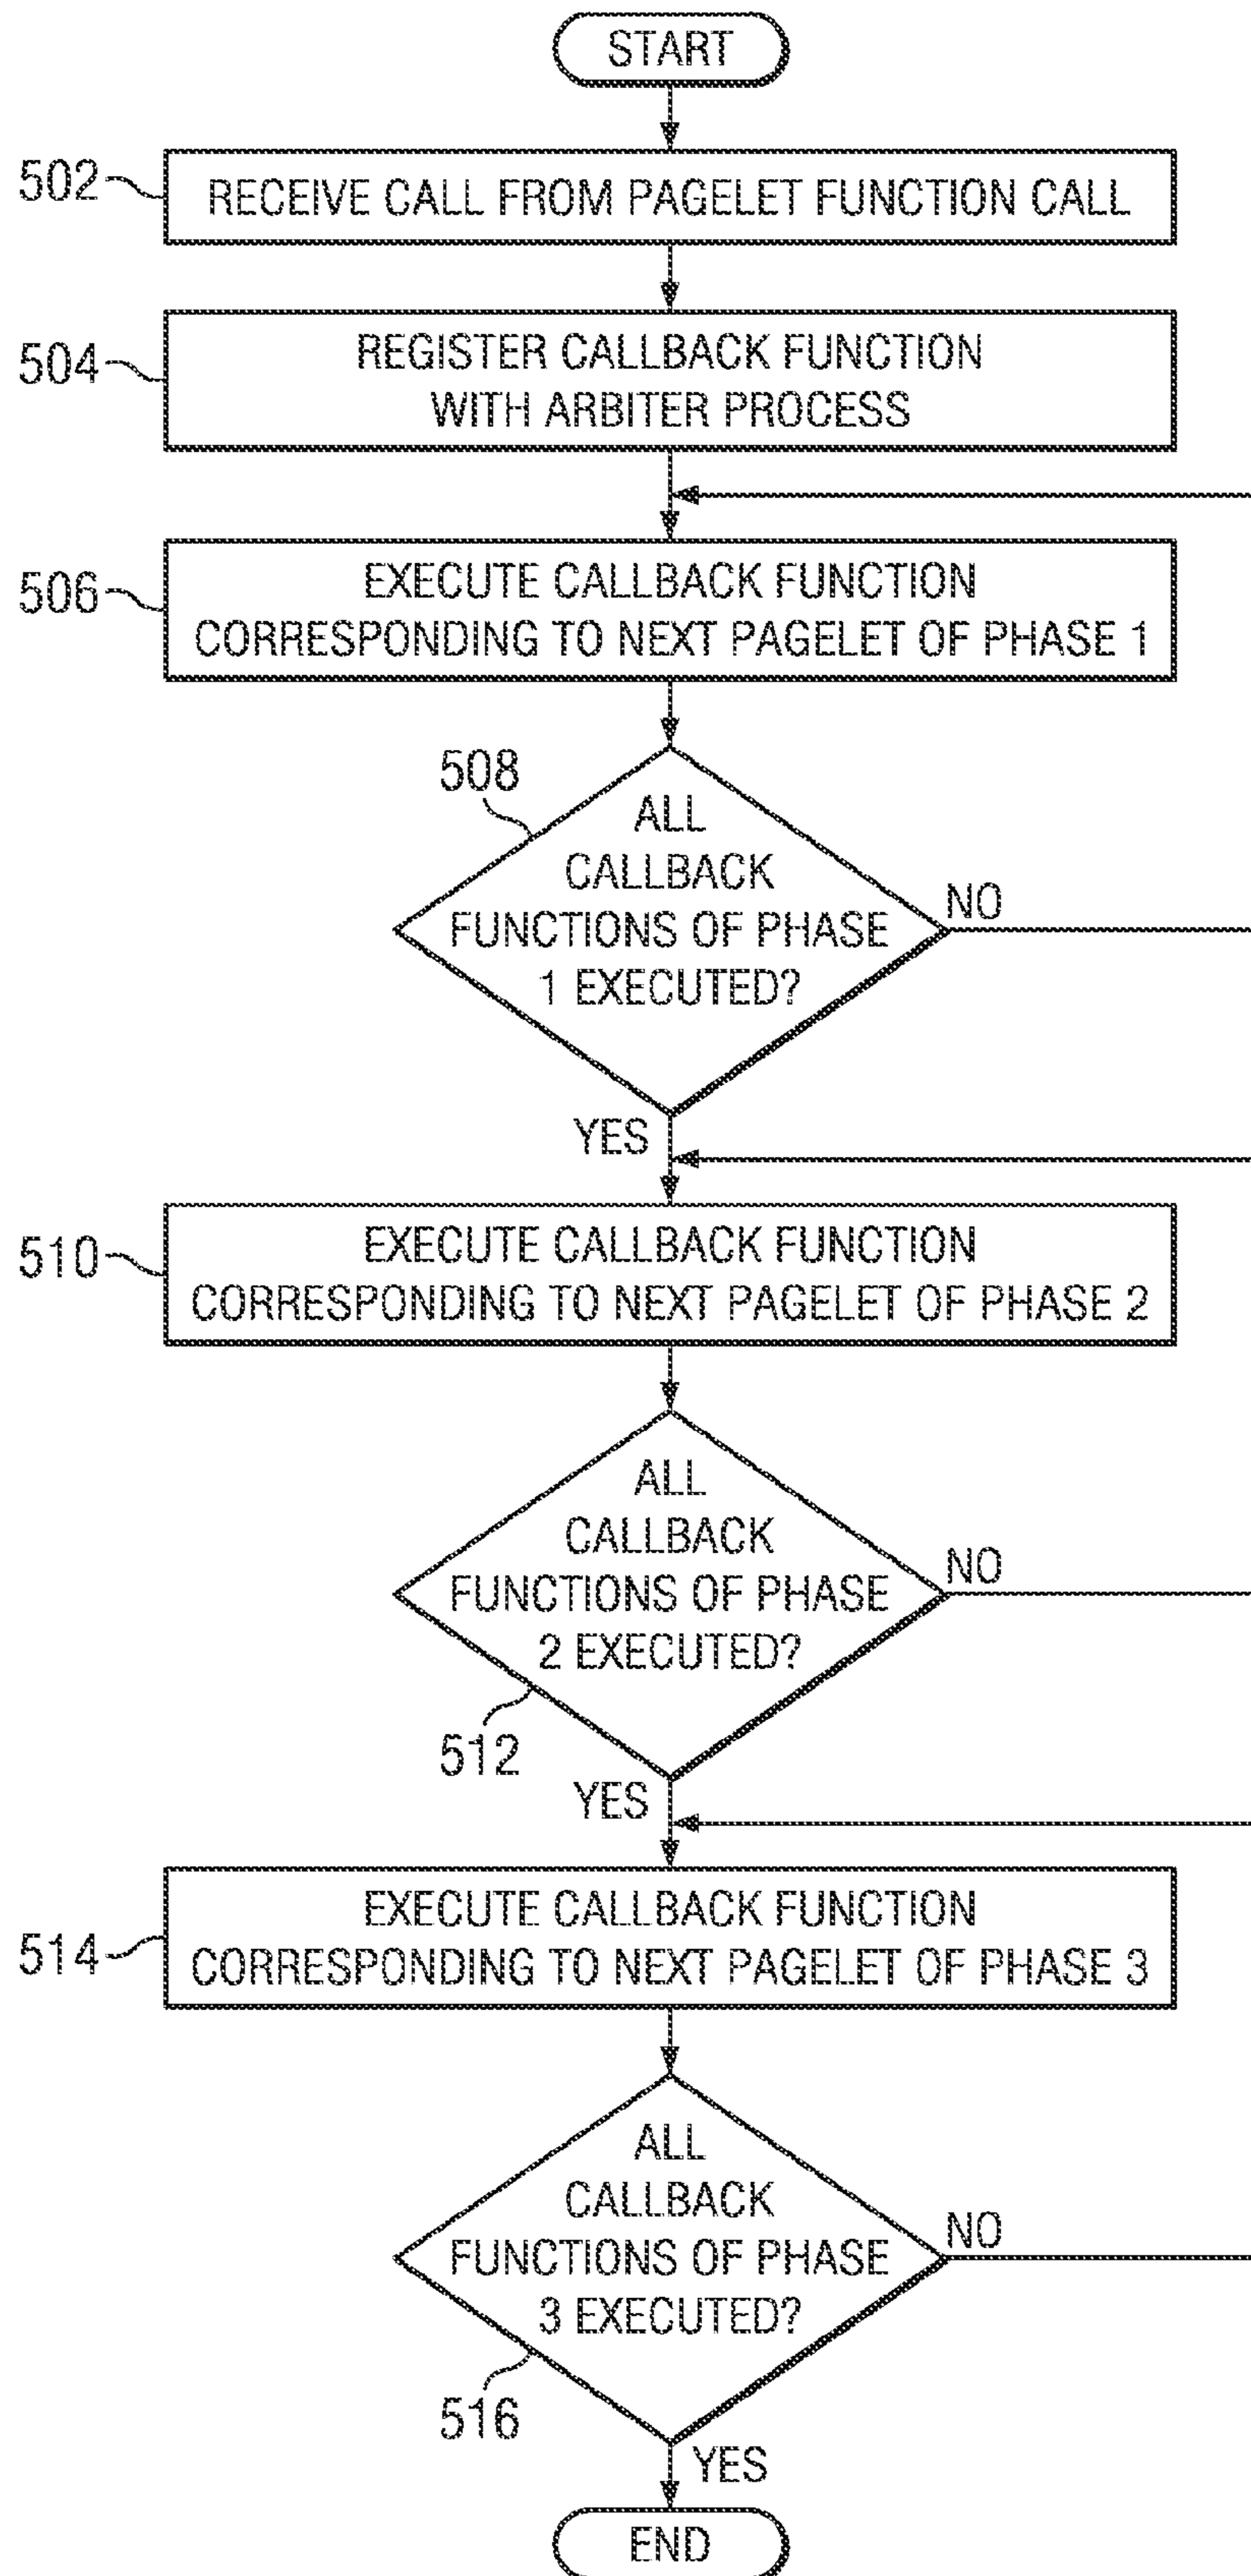 START
502
RECEIVE CALL FROM PAGELET FUNCTION CALL
504
REGISTER CALLBACK FUNCTION
WITH ARBITER PROCESS
506
EXECUTE CALLBACK FUNCTION
CORRESPONDING TO NEXT PAGELET OF PHASE 1
508
ALL
CALLBACK
FUNCTIONS OF PHASE
1 EXECUTED?
NO
YES
510
EXECUTE CALLBACK FUNCTION
CORRESPONDING TO NEXT PAGELET OF PHASE 2
ALL
CALLBACK
FUNCTIONS OF PHASE
2 EXECUTED?
NO
512
YES
514
EXECUTE CALLBACK FUNCTION
CORRESPONDING TO NEXT PAGELET OF PHASE 3
ALL
CALLBACK
FUNCTIONS OF PHASE
3 EXECUTED?
NO
516
YES
END